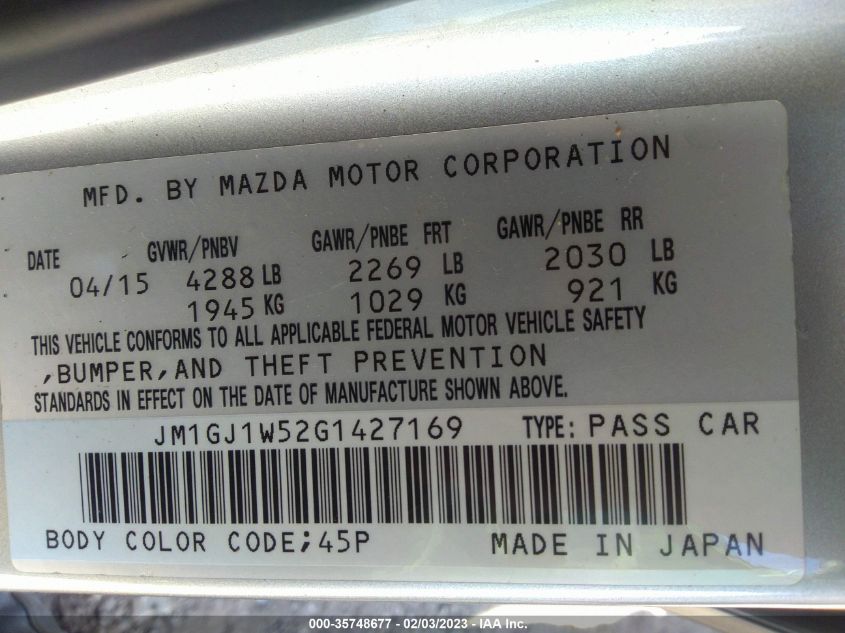 MFD. BY MAZDA MOTOR CORPORATION
DATE GVWR/PNBV GAWR/PNBE FRT GAWR/PNBE RR
04/15 4288 LB 2269 LB 2030 LB
1945 KG 1029 KG 921 KG
THIS VEHICLE CONFORMS TO ALL APPLICABLE FEDERAL MOTOR VEHICLE SAFETY
,BUMPER,AND THEFT PREVENTION
STANDARDS IN EFFECT ON THE DATE OF MANUFACTURE SHOWN ABOVE.
JM1GJ1W52G1427169 TYPE: PASS CAR
BODY COLOR CODE;45P MADE IN JAPAN
000-35748677 - 02/03/2023 - IAA Inc.